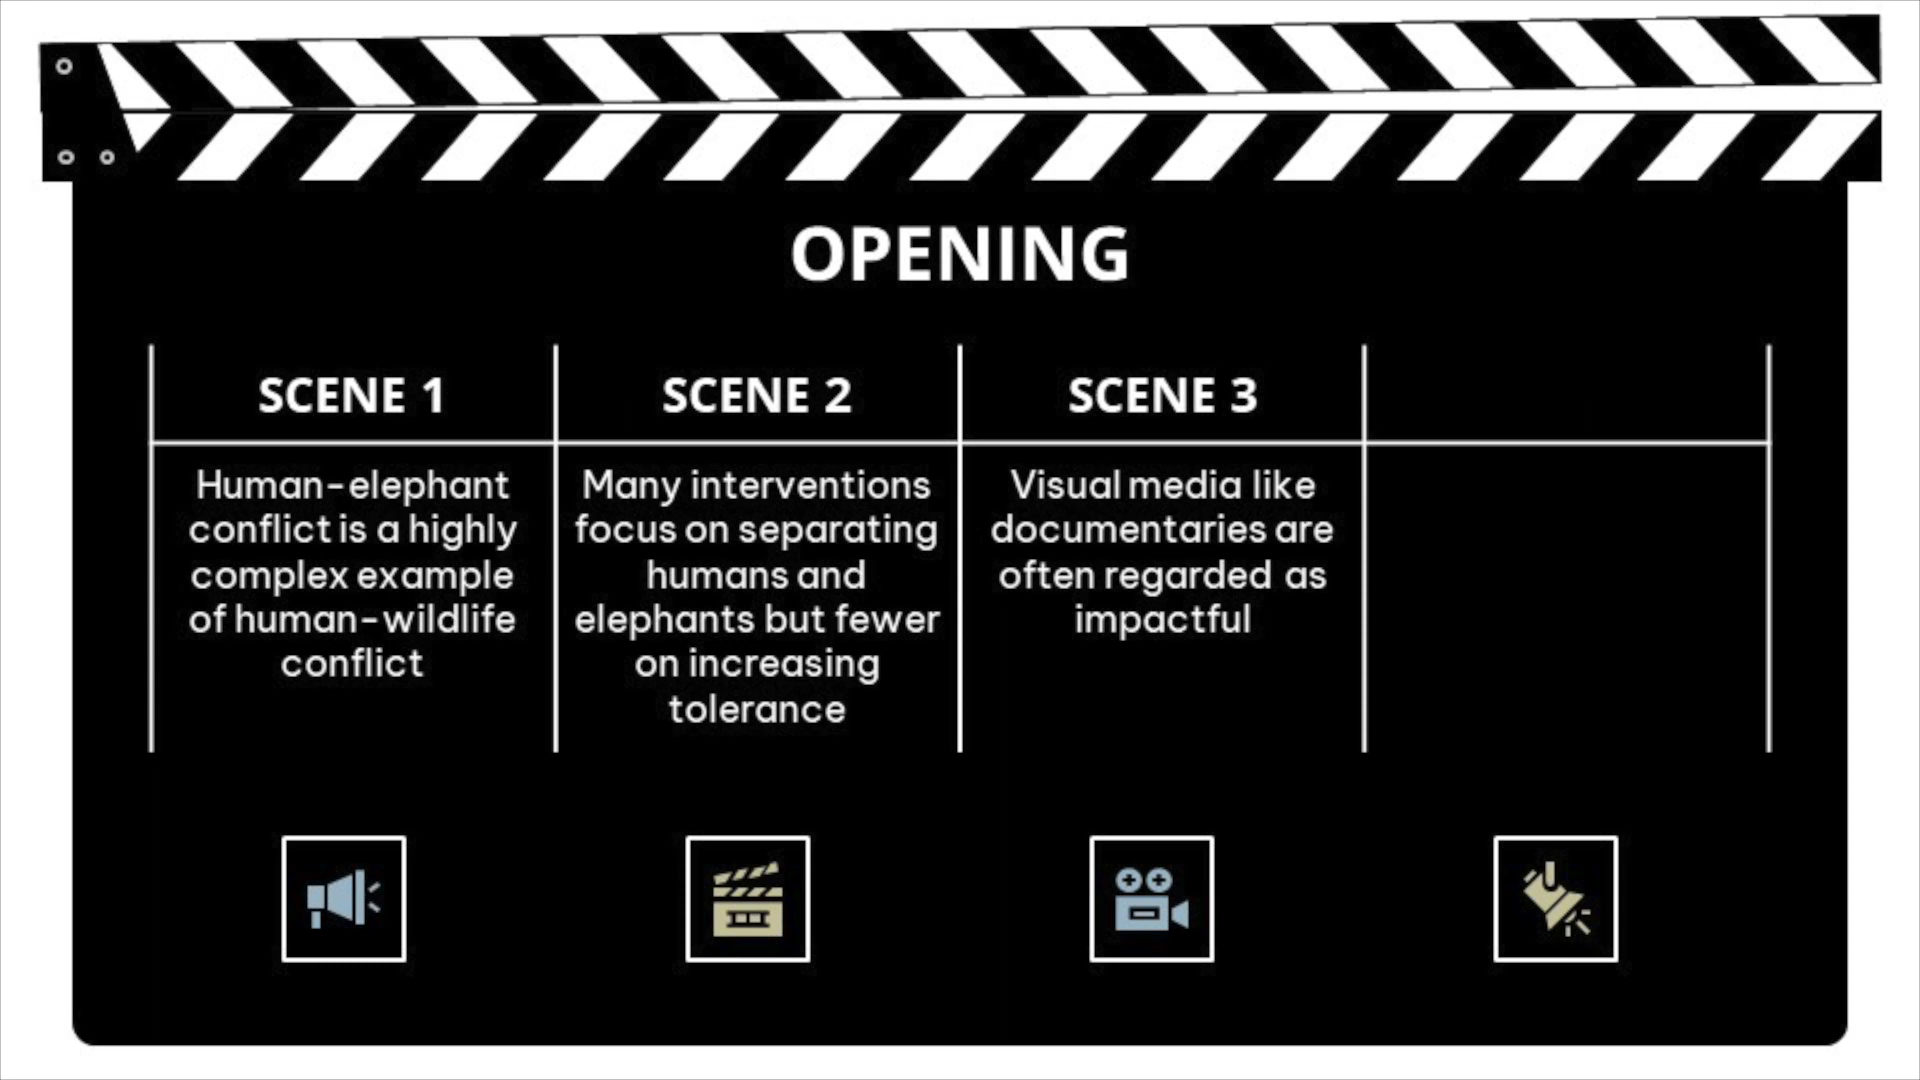 OPENING
SCENE 1
Human-elephant
conflict is a highly
complex example
of human-wildlife
conflict
SCENE 2
Many interventions
focus on separating
humans and
elephants but fewer
on increasing
tolerance
SCENE 3
Visual media like
documentaries are
often regarded as
impactful